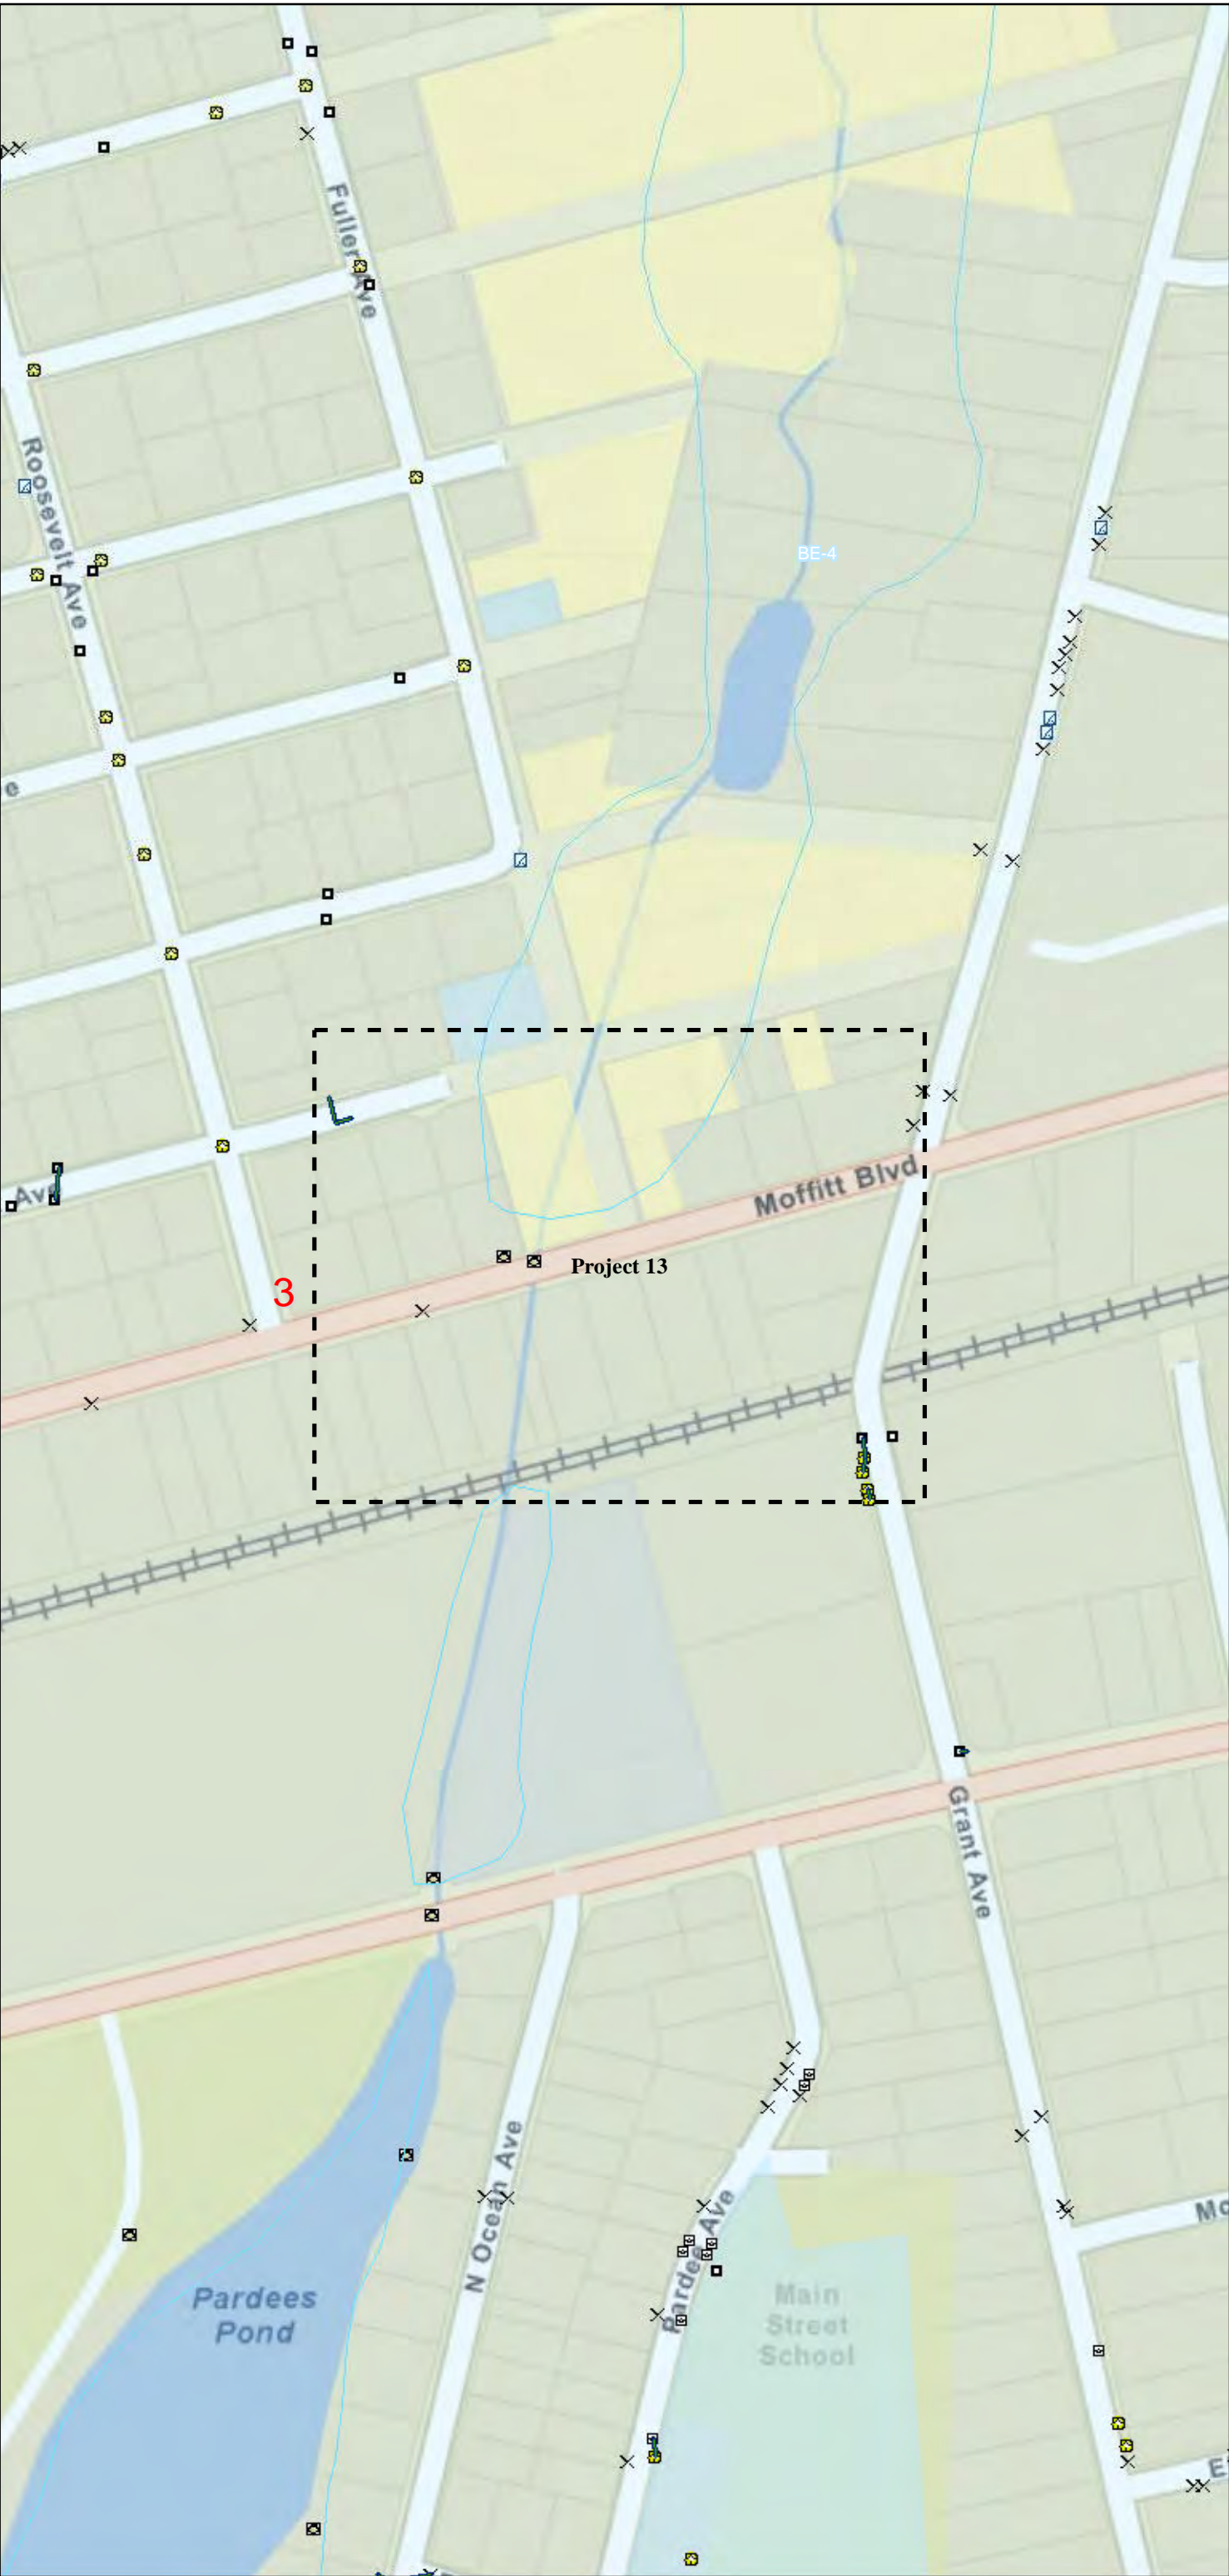 Fuller Ave
Roosevelt Ave
BE-4
e
Ave
Moffitt Blvd
Project 13
3
Grant Ave
N Ocean Ave
Pardees
Pond
Pardee Ave
Main
Street
School
Mc
E